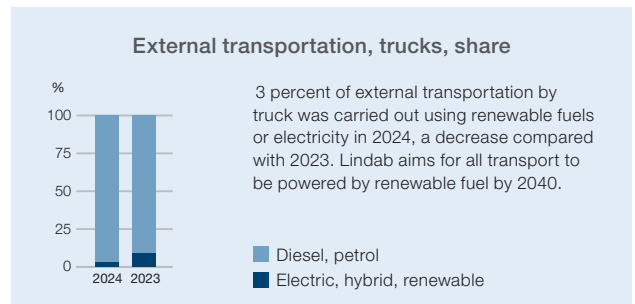 External transportation, trucks, share
%
100
75
50
25
0
2024 2023
3 percent of external transportation by
truck was carried out using renewable fuels
or electricity in 2024, a decrease compared
with 2023. Lindab aims for all transport to
be powered by renewable fuel by 2040.
Diesel, petrol
Electric, hybrid, renewable